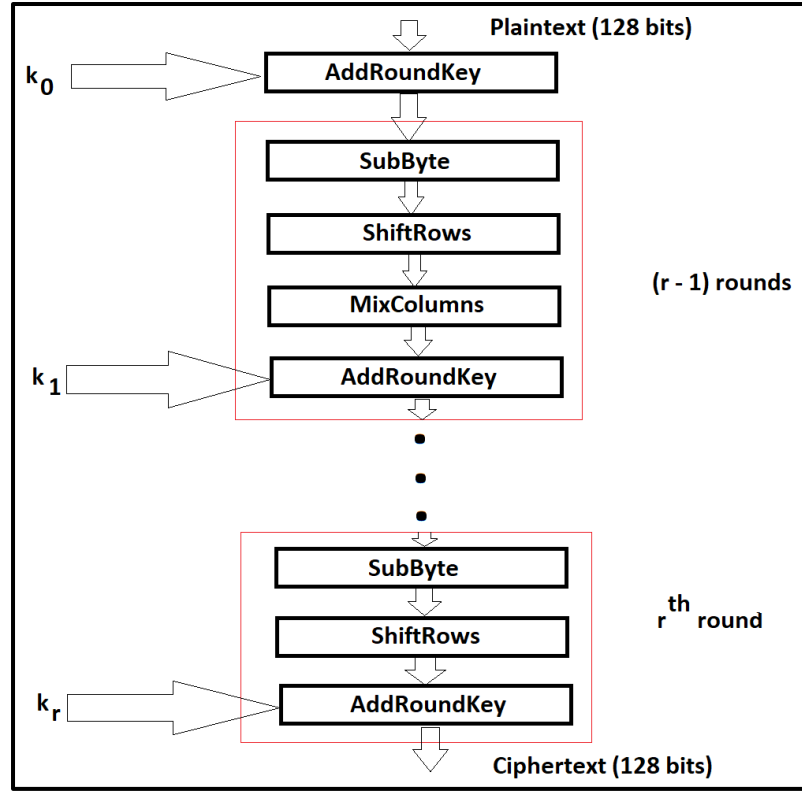 Plaintext (128 bits)
k0
AddRoundKey
SubByte
ShiftRows
(r - 1) rounds
MixColumns
k1
AddRoundKey
SubByte
rth round
ShiftRows
kr
AddRoundKey
Ciphertext (128 bits)